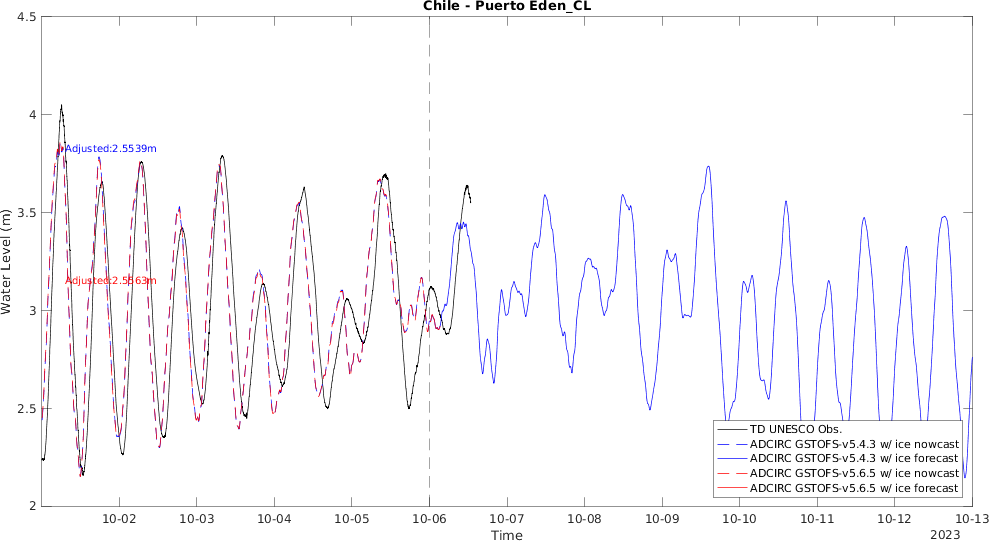 Chile - Puerto Eden_CL
4.5
4
3.5
3
2.5
2
Water Level (m)
Adjusted:2.5539m
Adjusted:2.5563m
TD UNESCO Obs.
ADCIRC GSTOFS-v5.4.3 w/ ice nowcast
ADCIRC GSTOFS-v5.4.3 w/ ice forecast
ADCIRC GSTOFS-v5.6.5 w/ ice nowcast
ADCIRC GSTOFS-v5.6.5 w/ ice forecast
10-02 10-03 10-04 10-05 10-06 10-07 10-08 10-09 10-10 10-11 10-12 10-13
Time
2023